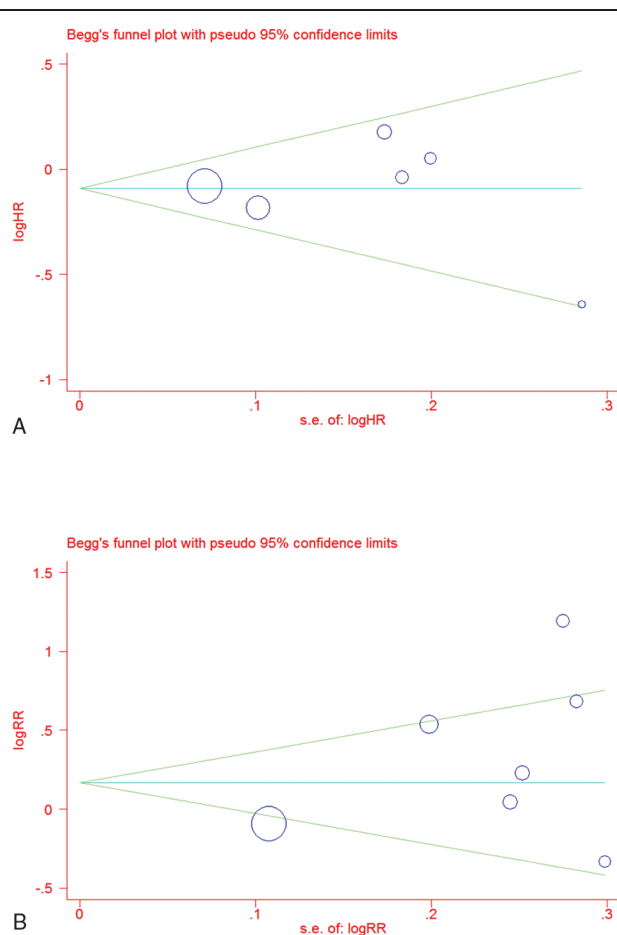 Begg's funnel plot with pseudo 95% confidence limits
.5
0
-.5
-1
logHR
0 .1 .2 .3
s.e. of: logHR
A
Begg's funnel plot with pseudo 95% confidence limits
1.5
1
.5
0
-.5
logRR
0 .1 .2 .3
s.e. of: logRR
B